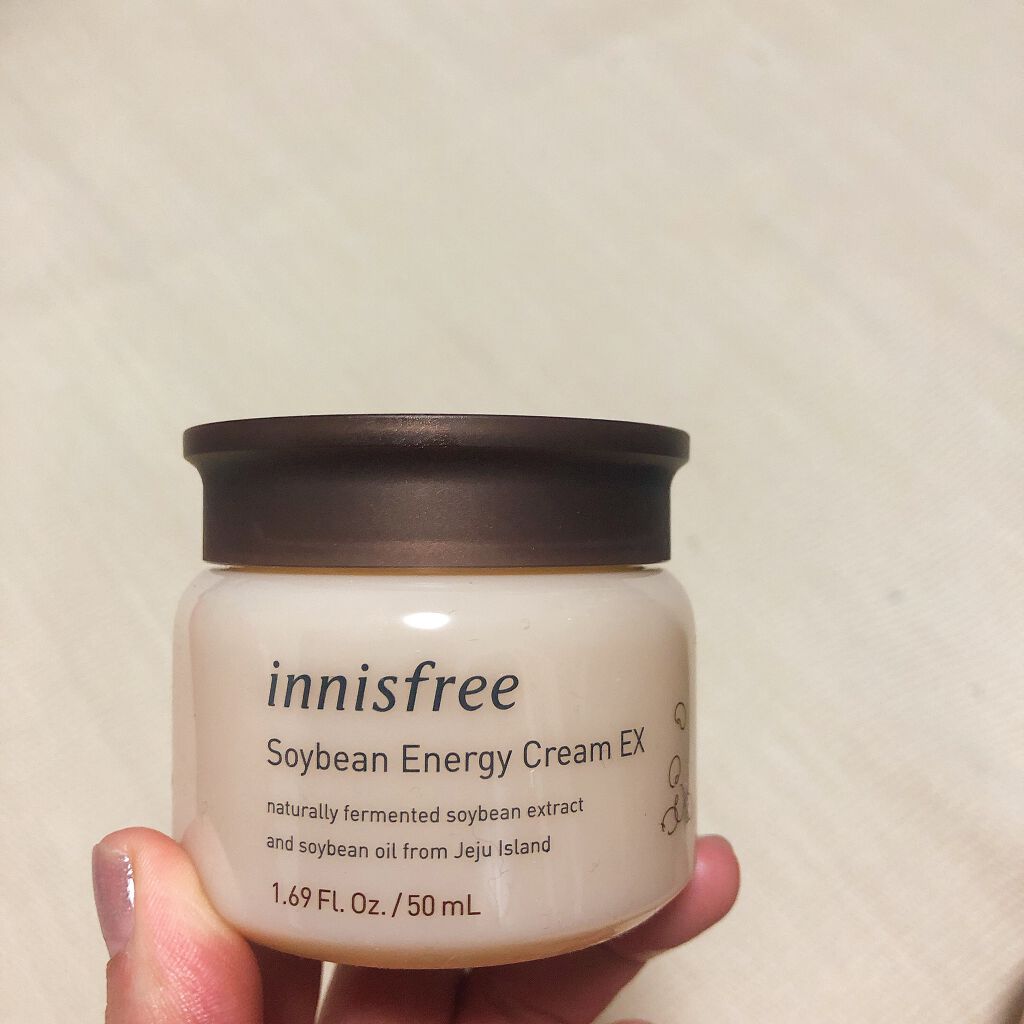 innisfree
Soybean Energy Cream EX
naturally fermented soybean extract
and soybean oil from Jeju Island
1.69 Fl. Oz. / 50 mL